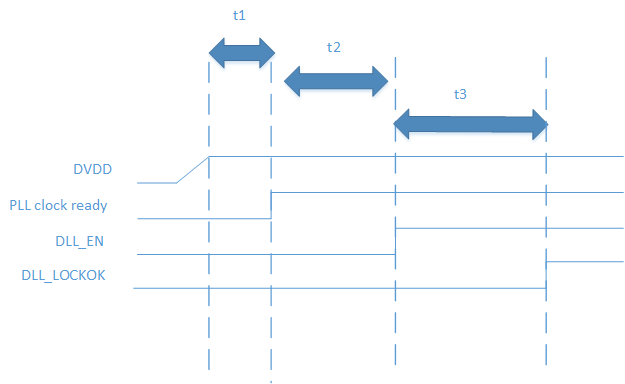 t1
t2
t3
DVDD
PLL clock ready
DLL_EN
DLL_LOCKOK